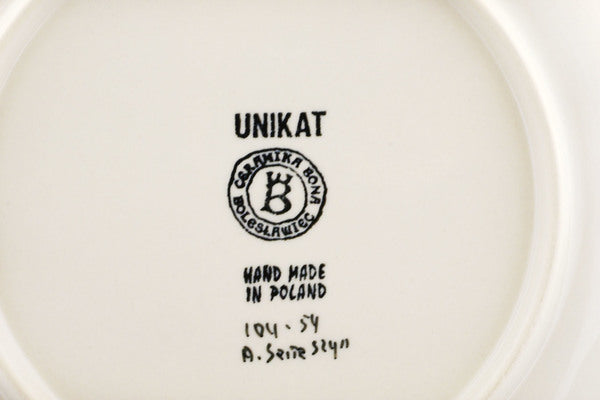 UNIKAT
CERAMIKA BONA
B
BOLESŁAWIEC
HAND MADE
IN POLAND
104-54
A.